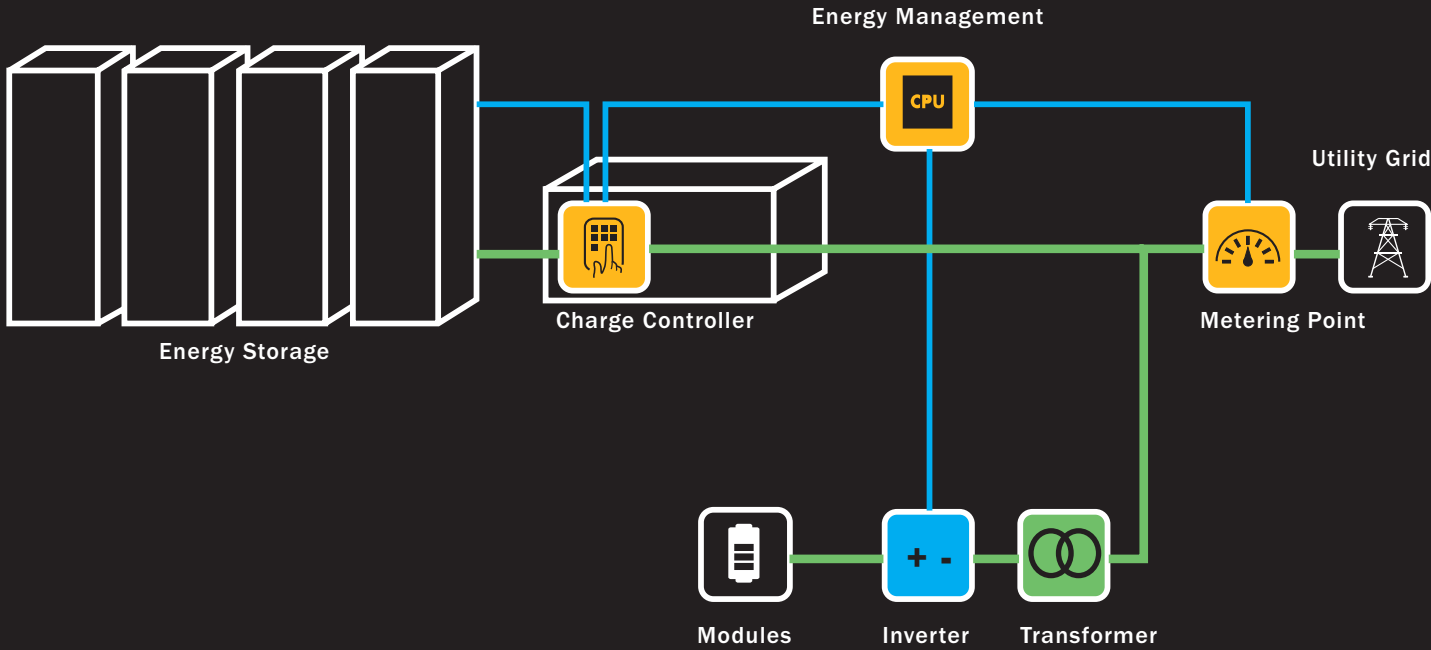 Energy Management
CPU
Utility Grid
Charge Controller
Metering Point
Energy Storage
+ -
Modules
Inverter
Transformer